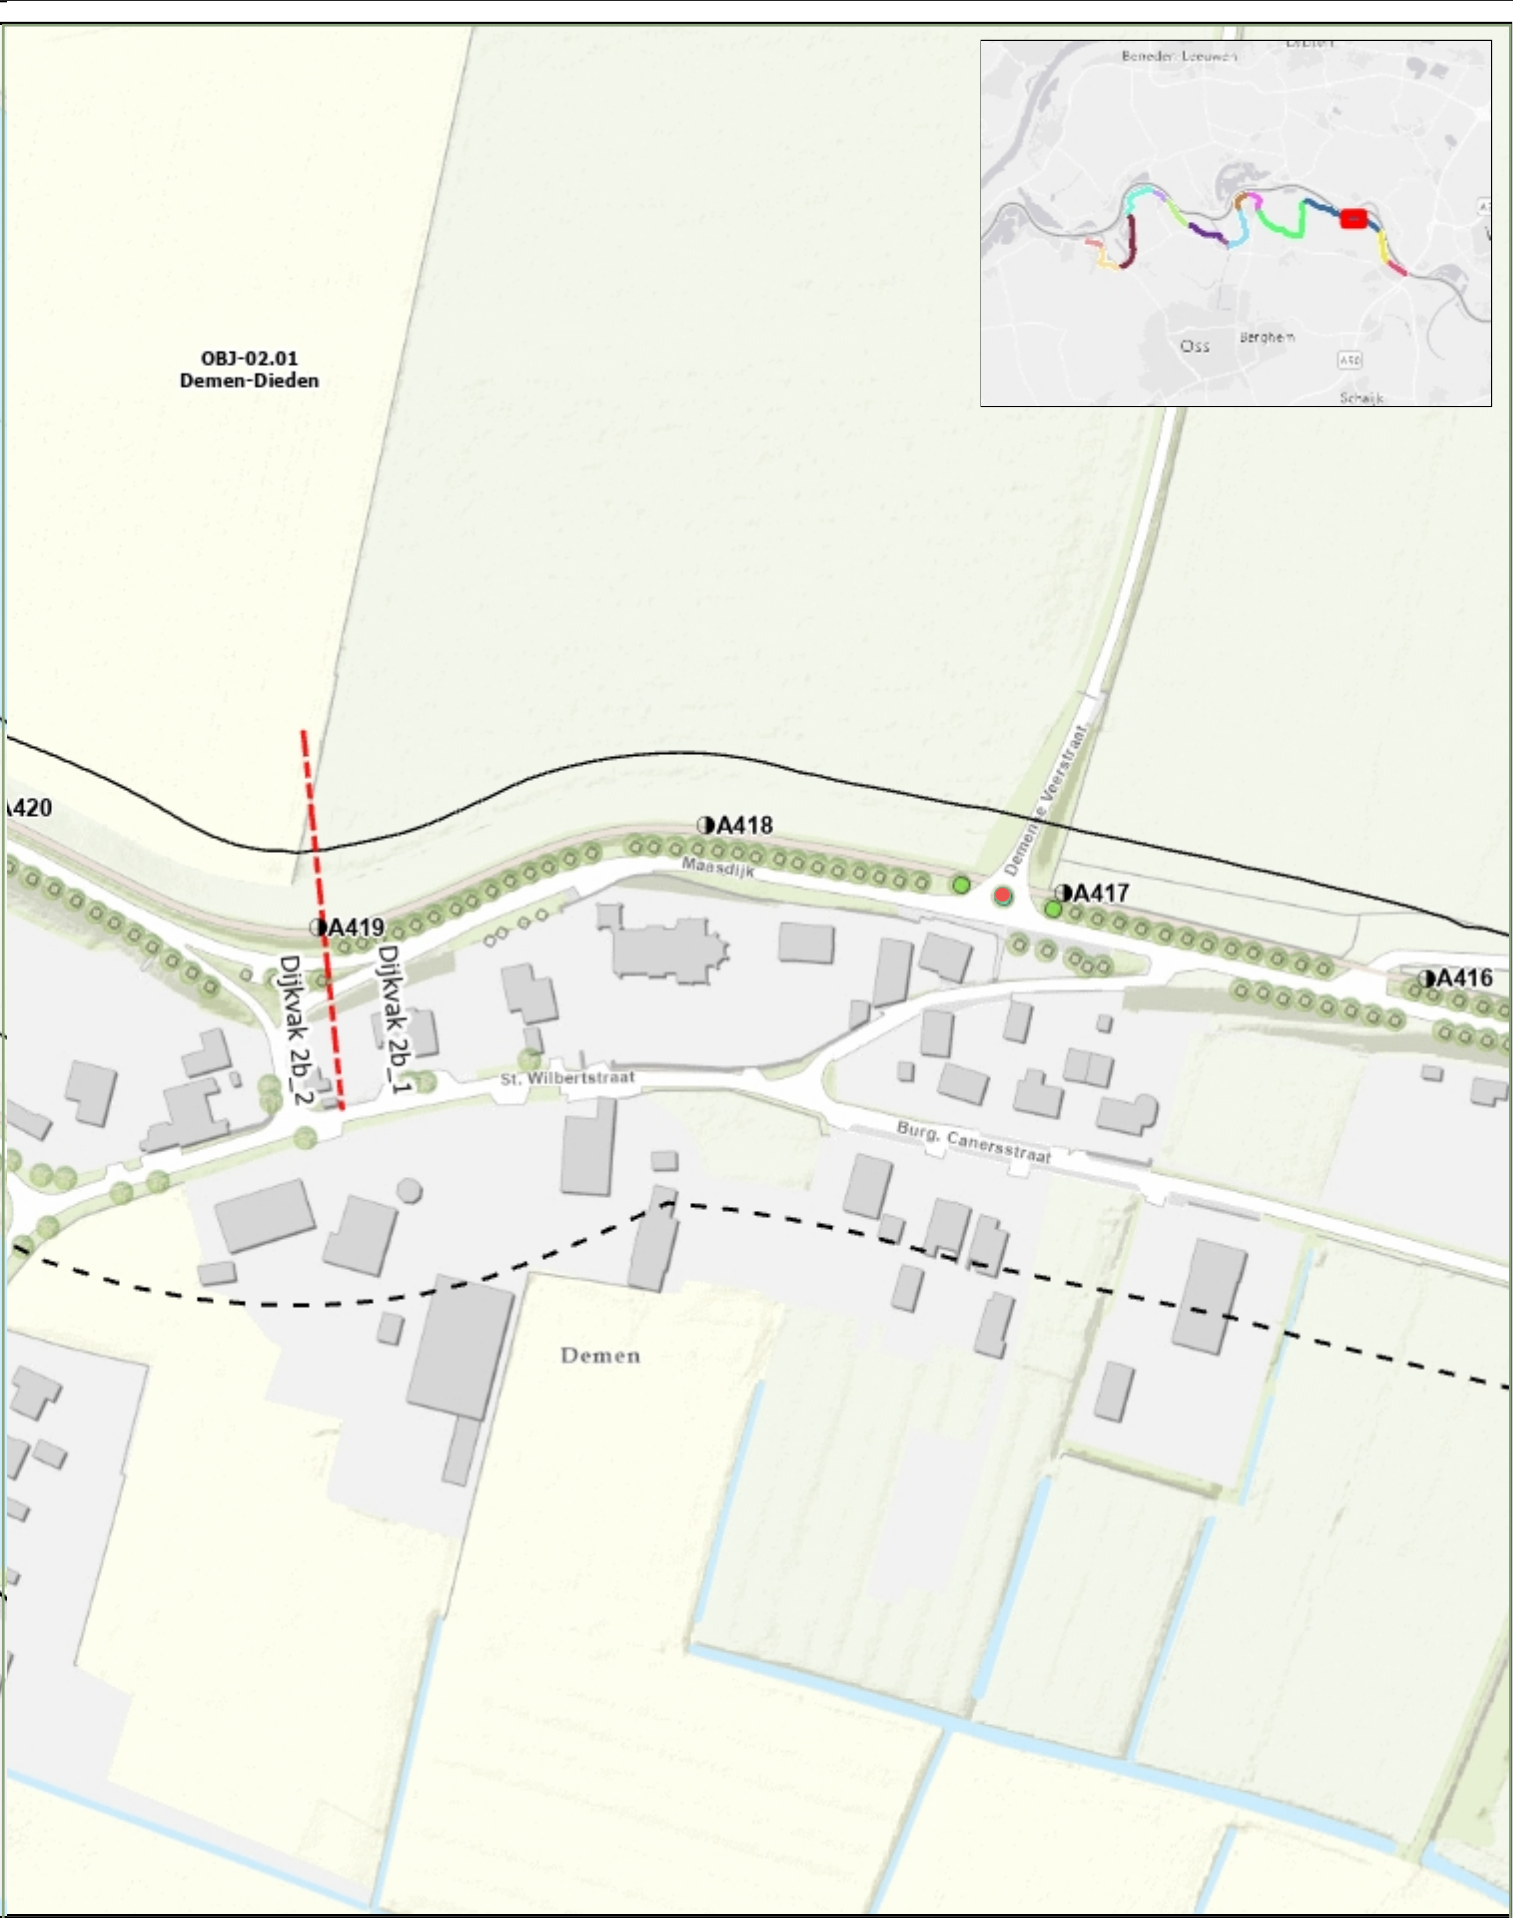 Beneden-Leeuwen
Oss
Berghem
A50
Schaijk
OBJ-02.01
Demen-Dieden
Demense Veerstraat
A420
A418
Maasdijk
A417
A419
A416
Dijkvak 2b_2
Dijkvak 2b_1
St. Wilbertstraat
Burg. Canersstraat
Demen